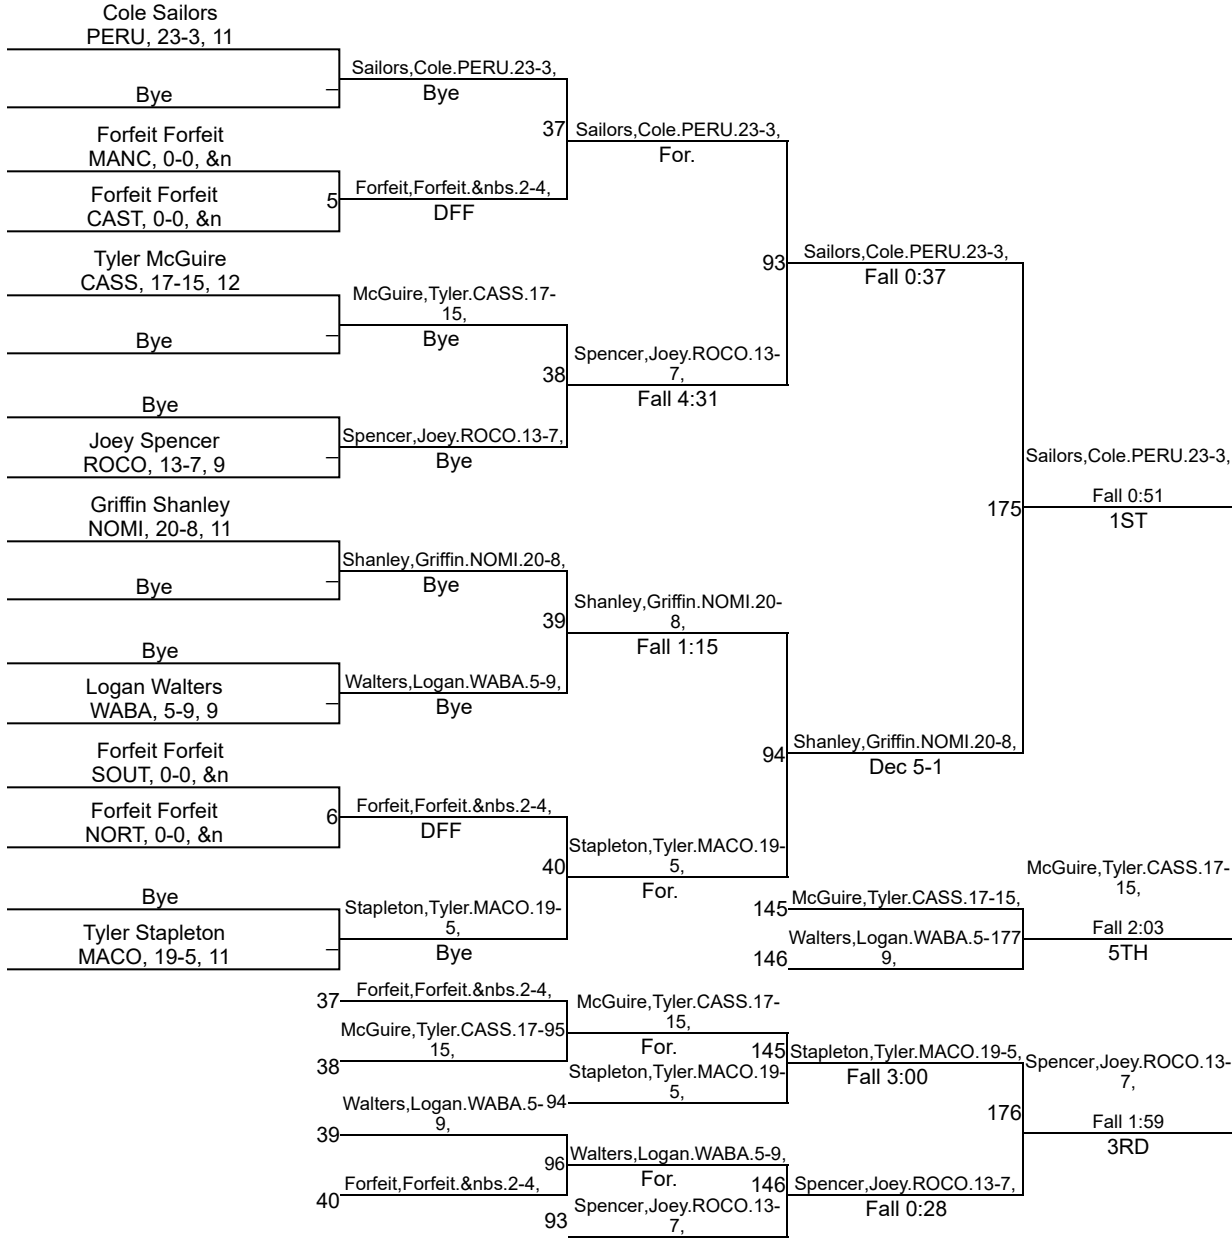 Cole Sailors
PERU, 23-3, 11
Sailors,Cole.PERU.23-3,
Bye
Bye
37
Sailors,Cole.PERU.23-3,
For.
Forfeit Forfeit
MANC, 0-0, &n
5
Forfeit,Forfeit.&nbs.2-4,
DFF
Forfeit Forfeit
CAST, 0-0, &n
93
Sailors,Cole.PERU.23-3,
Fall 0:37
Tyler McGuire
CASS, 17-15, 12
McGuire,Tyler.CASS.17-
15,
Bye
Bye
38
Spencer,Joey.ROCO.13-
7,
Fall 4:31
Bye
Spencer,Joey.ROCO.13-7,
Bye
Joey Spencer
ROCO, 13-7, 9
Sailors,Cole.PERU.23-3,
175
Fall 0:51
1ST
Griffin Shanley
NOMI, 20-8, 11
Shanley,Griffin.NOMI.20-8,
Bye
Bye
39
Shanley,Griffin.NOMI.20-
8,
Fall 1:15
Bye
Walters,Logan.WABA.5-9,
Bye
Logan Walters
WABA, 5-9, 9
94
Shanley,Griffin.NOMI.20-8,
Dec 5-1
Forfeit Forfeit
SOUT, 0-0, &n
6
Forfeit,Forfeit.&nbs.2-4,
DFF
Forfeit Forfeit
NORT, 0-0, &n
40
Stapleton,Tyler.MACO.19-
5,
For.
Bye
Stapleton,Tyler.MACO.19-
5,
Bye
Tyler Stapleton
MACO, 19-5, 11
145
McGuire,Tyler.CASS.17-15,
McGuire,Tyler.CASS.17-
15,
146
Walters,Logan.WABA.5-177
9,
Fall 2:03
5TH
37
Forfeit,Forfeit.&nbs.2-4,
McGuire,Tyler.CASS.17-95
15,
38
McGuire,Tyler.CASS.17-
15,
For.
145
Stapleton,Tyler.MACO.19-5,
Fall 3:00
94
Stapleton,Tyler.MACO.19-
5,
Walters,Logan.WABA.5-
9,
39
176
Spencer,Joey.ROCO.13-
7,
Fall 1:59
3RD
96
Walters,Logan.WABA.5-9,
For.
40
Forfeit,Forfeit.&nbs.2-4,
146
Spencer,Joey.ROCO.13-7,
Fall 0:28
93
Spencer,Joey.ROCO.13-
7,